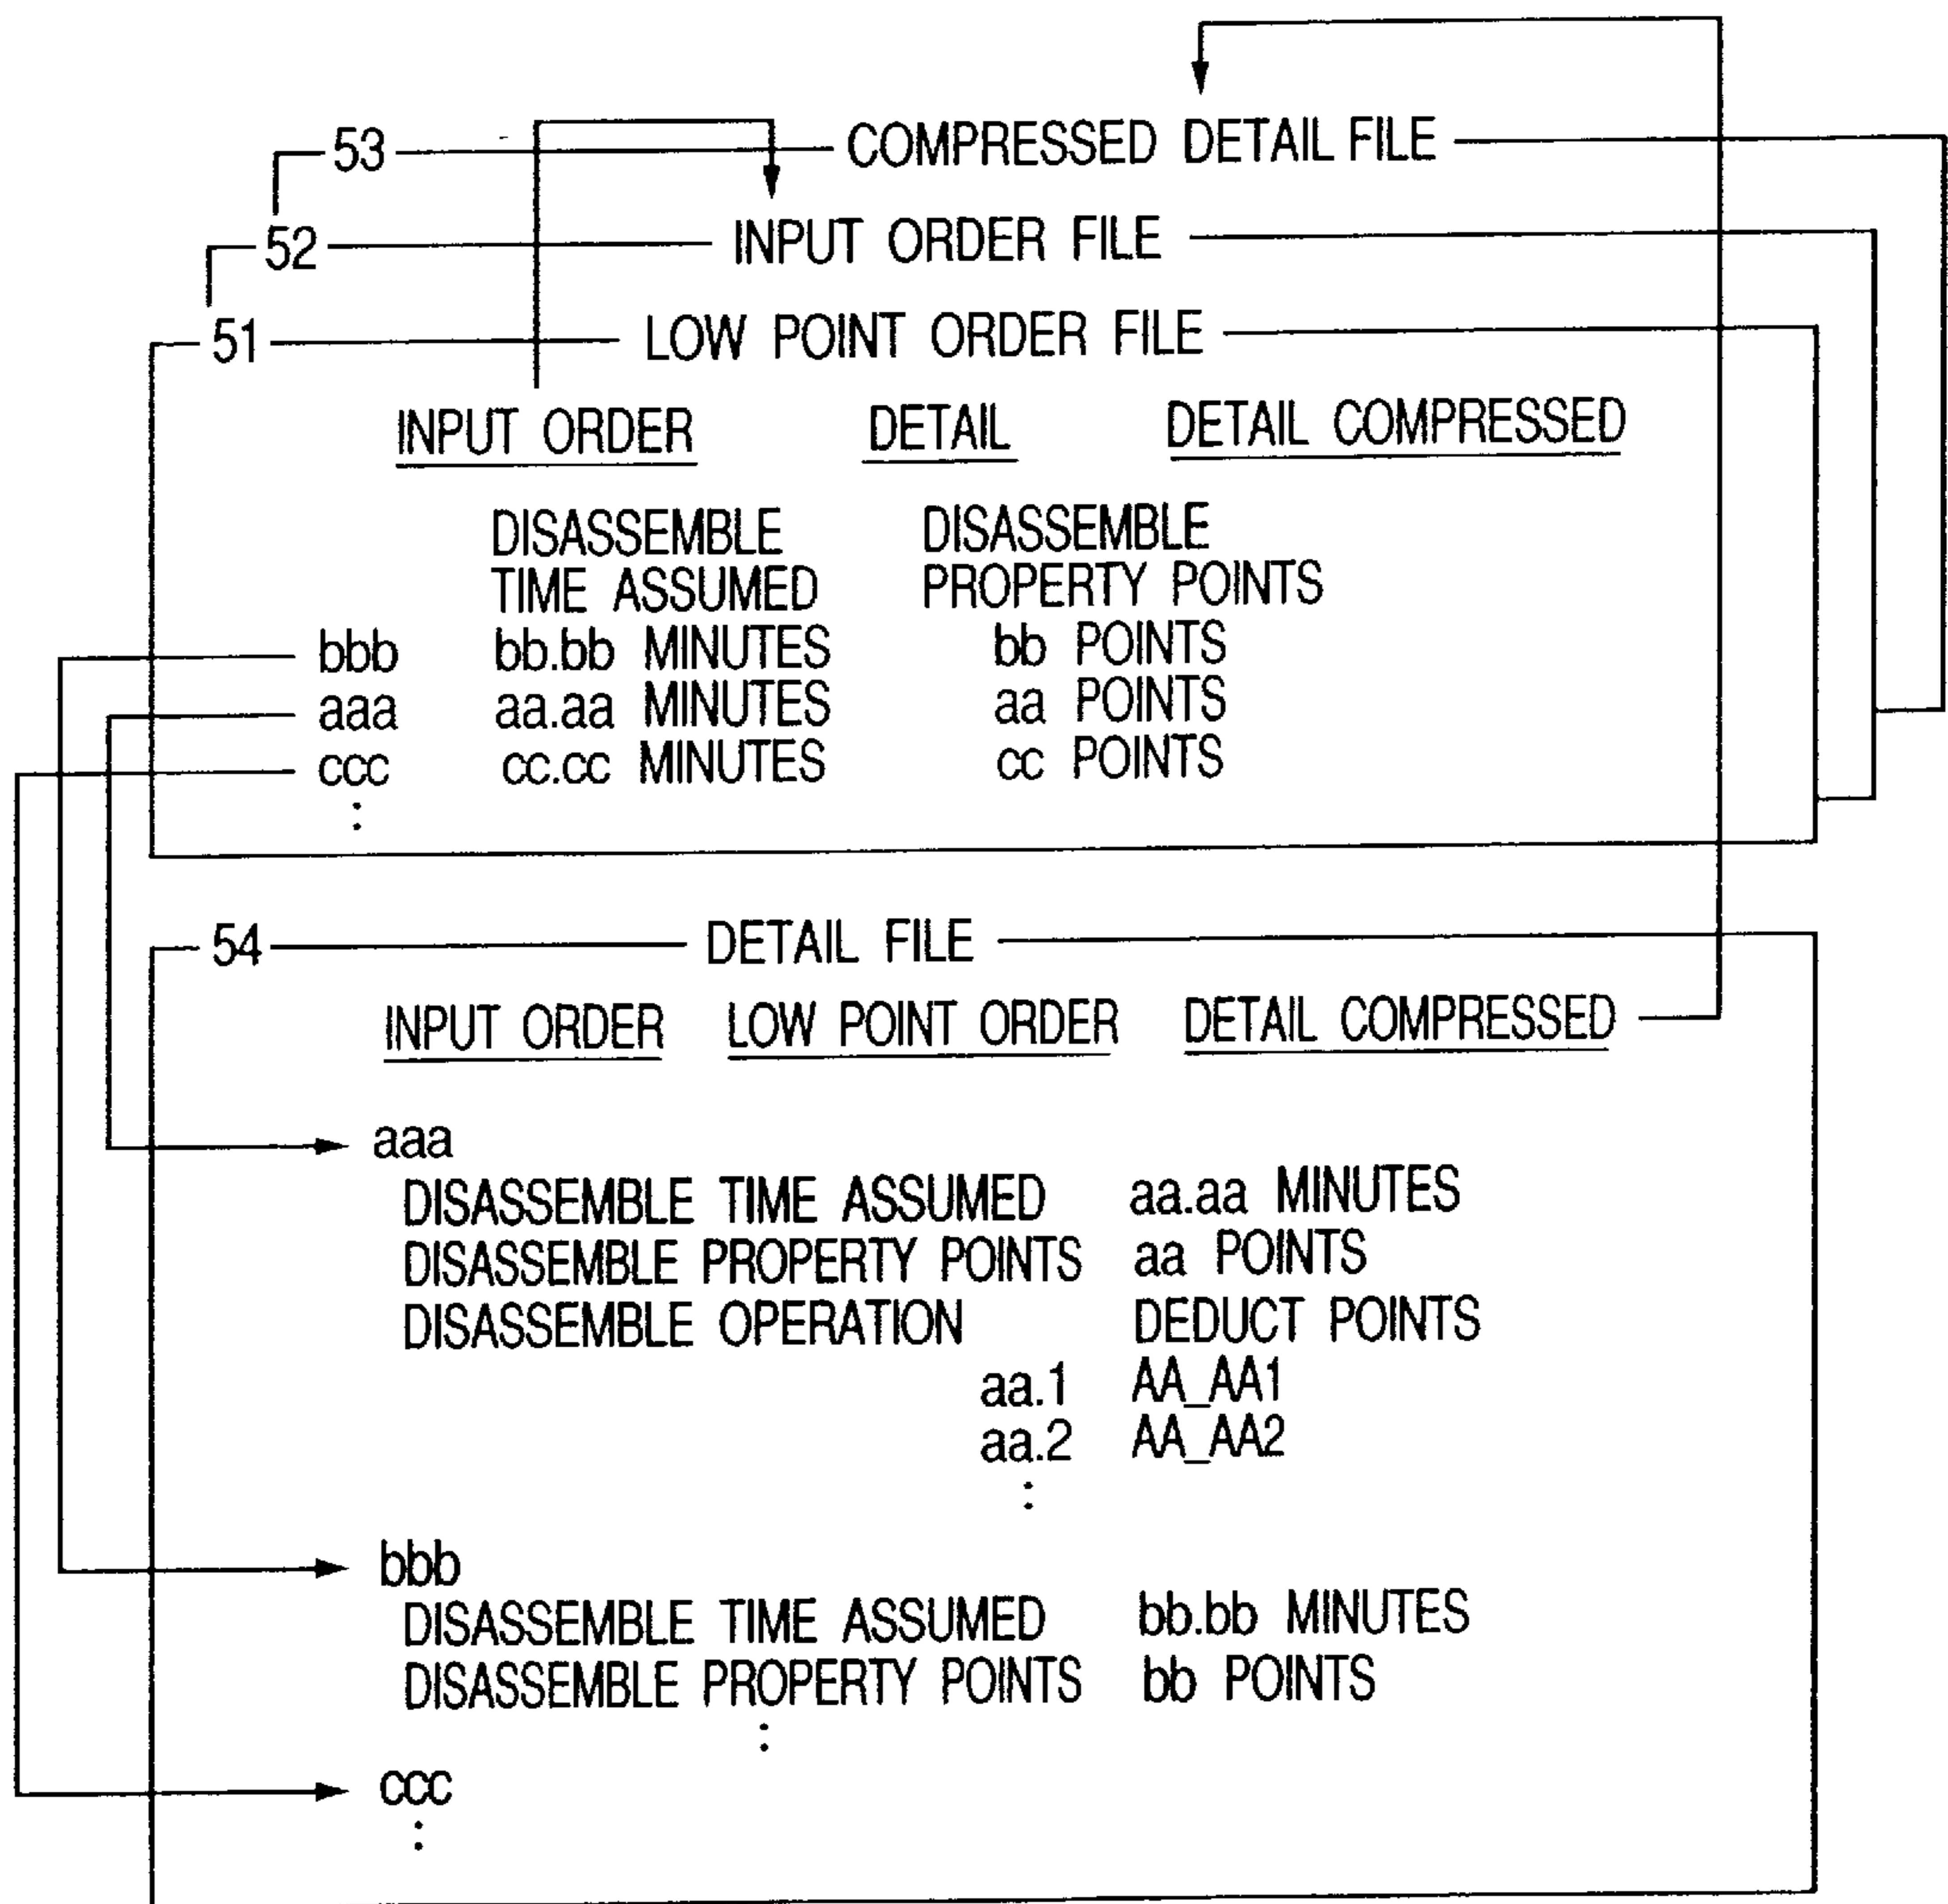 53 COMPRESSED DETAIL FILE
52 INPUT ORDER FILE
51 LOW POINT ORDER FILE
INPUT ORDER DETAIL DETAIL COMPRESSED
DISASSEMBLE DISASSEMBLE
TIME ASSUMED PROPERTY POINTS
bbb bb.bb MINUTES bb POINTS
aaa aa.aa MINUTES aa POINTS
ccc cc.cc MINUTES cc POINTS
:
54 DETAIL FILE
INPUT ORDER LOW POINT ORDER DETAIL COMPRESSED
aaa
DISASSEMBLE TIME ASSUMED aa.aa MINUTES
DISASSEMBLE PROPERTY POINTS aa POINTS
DISASSEMBLE OPERATION DEDUCT POINTS
aa.1 AA_AA1
aa.2 AA_AA2
:
bbb
DISASSEMBLE TIME ASSUMED bb.bb MINUTES
DISASSEMBLE PROPERTY POINTS bb POINTS
:
ccc
: